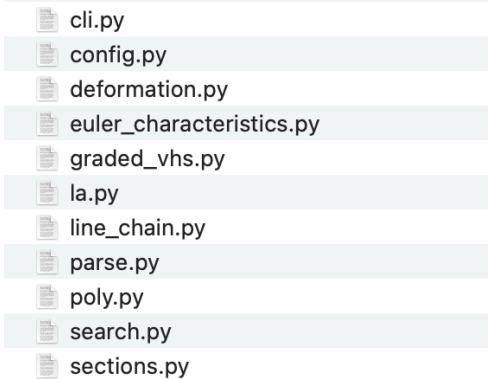 cli.py
config.py
deformation.py
euler_characteristics.py
graded_vhs.py
la.py
line_chain.py
parse.py
poly.py
search.py
sections.py